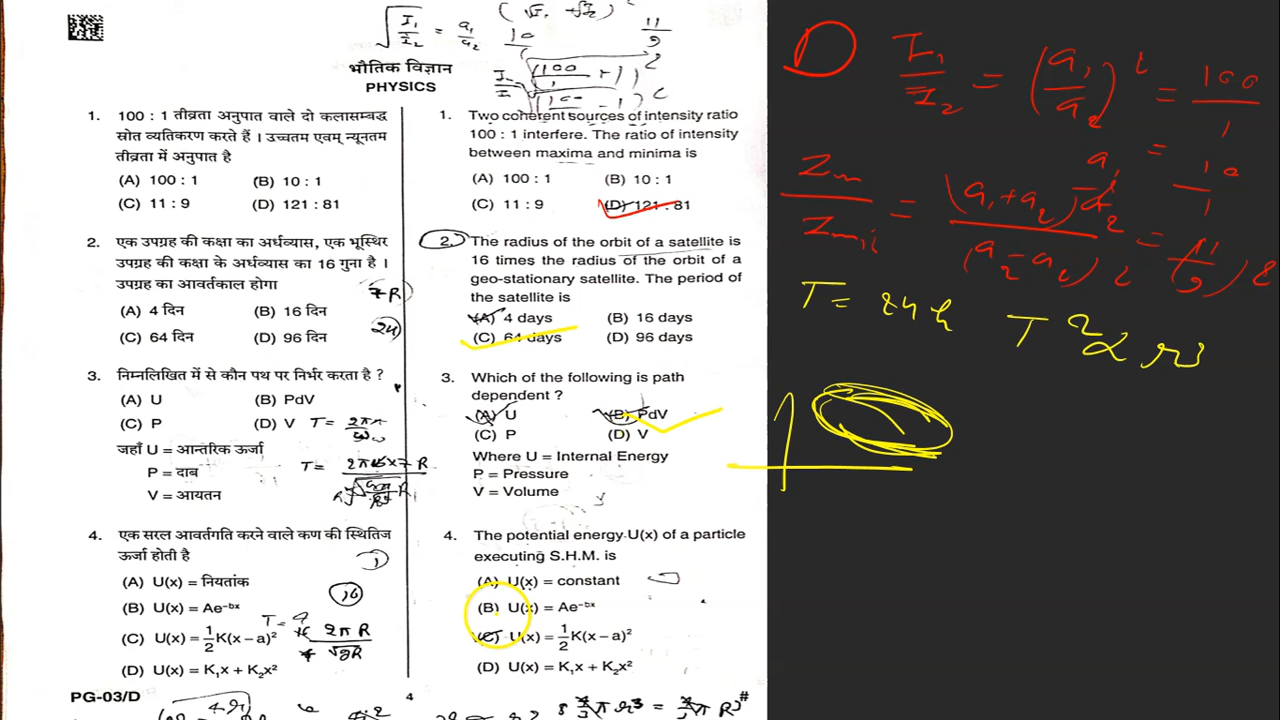 भौतिक विज्ञान
PHYSICS
1. 100 : 1 तीव्रता अनुपात वाले दो कलासम्बद्ध
स्रोत व्यतिकरण करते हैं । उच्चतम एवम् न्यूनतम
तीव्रता में अनुपात है
(A) 100 : 1 (B) 10 : 1
(C) 11 : 9 (D) 121 : 81
2. एक उपग्रह की कक्षा का अर्धव्यास, एक भूस्थिर
उपग्रह की कक्षा के अर्धव्यास का 16 गुना है ।
उपग्रह का आवर्तकाल होगा
(A) 4 दिन (B) 16 दिन
(C) 64 दिन (D) 96 दिन
3. निम्नलिखित में से कौन पथ पर निर्भर करता है ?
(A) U (B) PdV
(C) P (D) V
जहाँ U = आन्तरिक ऊर्जा
P = दाब
V = आयतन
4. एक सरल आवर्तगति करने वाले कण की स्थितिज
ऊर्जा होती है
(A) U(x) = नियतांक
(B) U(x) = Ae⁻ᵇˣ
(C) U(x) = 1/2 K(x – a)²
(D) U(x) = K₁x + K₂x²
PG-03/D
1. Two coherent sources of intensity ratio
100 : 1 interfere. The ratio of intensity
between maxima and minima is
(A) 100 : 1 (B) 10 : 1
(C) 11 : 9 (D) 121 : 81
2. The radius of the orbit of a satellite is
16 times the radius of the orbit of a
geo-stationary satellite. The period of
the satellite is
(A) 4 days (B) 16 days
(C) 64 days (D) 96 days
3. Which of the following is path
dependent ?
(A) U (B) PdV
(C) P (D) V
Where U = Internal Energy
P = Pressure
V = Volume
4. The potential energy U(x) of a particle
executing S.H.M. is
(A) U(x) = constant
(B) U(x) = Ae⁻ᵇˣ
(C) U(x) = 1/2 K(x – a)²
(D) U(x) = K₁x + K₂x²
4
#
D I₁/I₂ = (a₁/a₂)² = 100/1
a₁/a₂ = 10/1
(a₁+a₂)²
T = 24 h T² ∝ r³